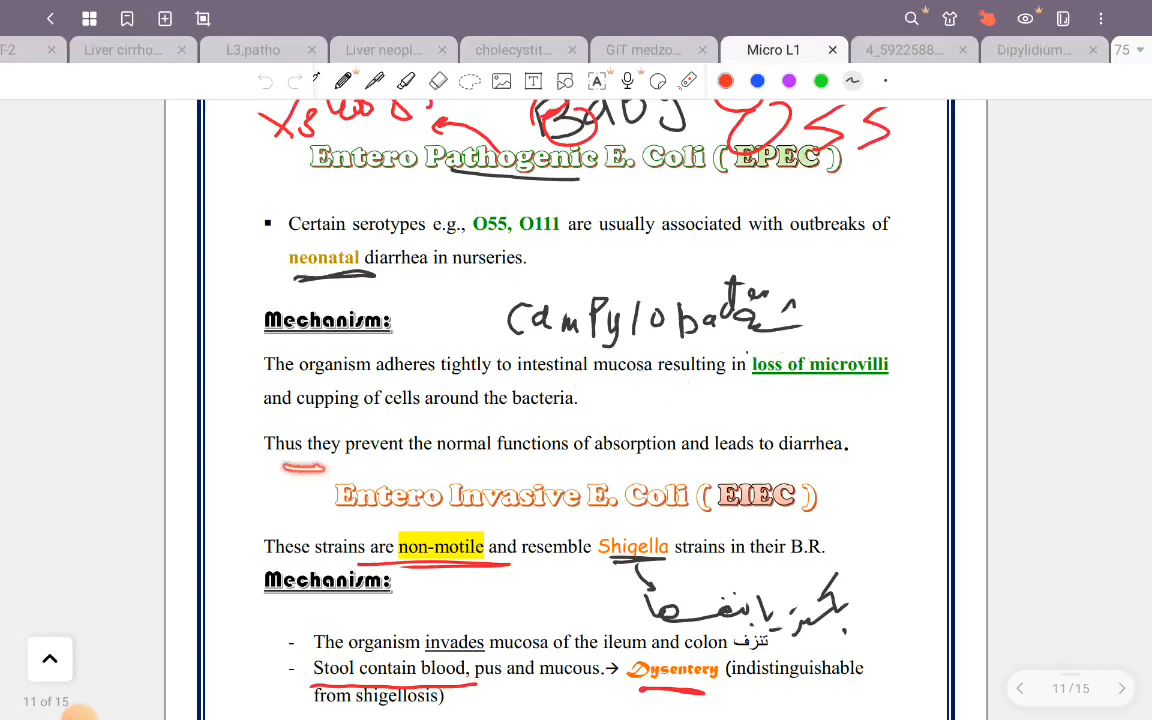 T-2
Liver cirrho...
L3,patho
Liver neopl...
cholecystit...
GIT medzo...
Micro L1
4_5922588...
Dipylidium...
75
Baby
O55
Entero Pathogenic E. Coli ( EPEC )
Certain serotypes e.g., O55, O111 are usually associated with outbreaks of
neonatal diarrhea in nurseries.
Mechanism:
The organism adheres tightly to intestinal mucosa resulting in loss of microvilli
and cupping of cells around the bacteria.
Thus they prevent the normal functions of absorption and leads to diarrhea.
Entero Invasive E. Coli ( EIEC )
These strains are non-motile and resemble Shigella strains in their B.R.
Mechanism:
- The organism invades mucosa of the ileum and colon تنزف
- Stool contain blood, pus and mucous.→ Dysentery (indistinguishable
from shigellosis)
11 of 15
11/15